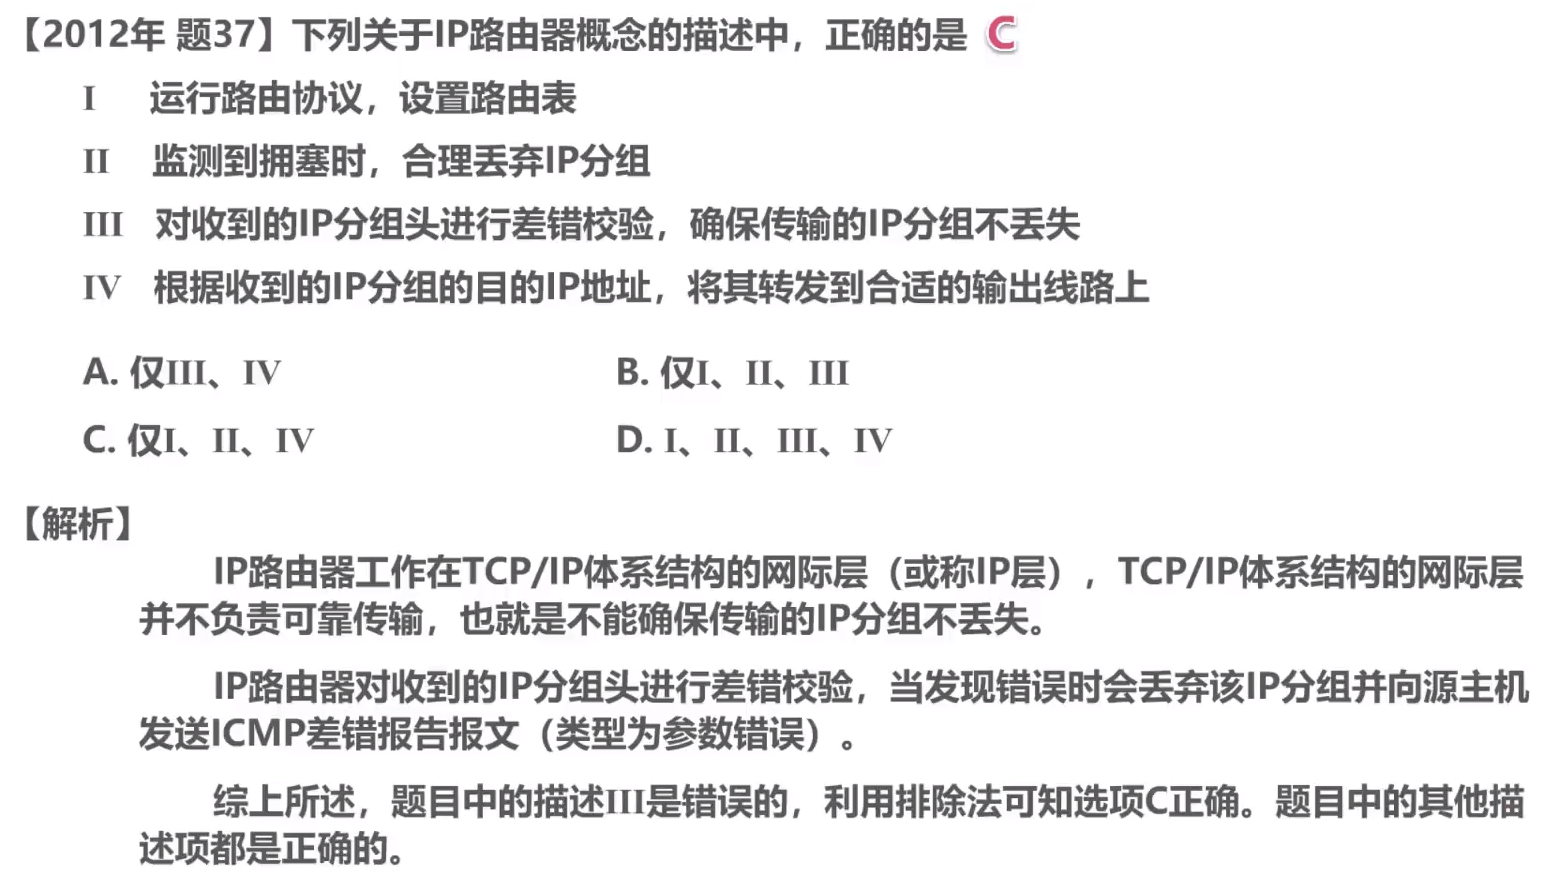 【2012年 题37】下列关于IP路由器概念的描述中，正确的是 C
I 运行路由协议，设置路由表
II 监测到拥塞时，合理丢弃IP分组
III 对收到的IP分组头进行差错校验，确保传输的IP分组不丢失
IV 根据收到的IP分组的目的IP地址，将其转发到合适的输出线路上
A. 仅III、IV B. 仅I、II、III
C. 仅I、II、IV D. I、II、III、IV
【解析】
IP路由器工作在TCP/IP体系结构的网际层（或称IP层），TCP/IP体系结构的网际层
并不负责可靠传输，也就是不能确保传输的IP分组不丢失。
IP路由器对收到的IP分组头进行差错校验，当发现错误时会丢弃该IP分组并向源主机
发送ICMP差错报告报文（类型为参数错误）。
综上所述，题目中的描述III是错误的，利用排除法可知选项C正确。题目中的其他描
述项都是正确的。